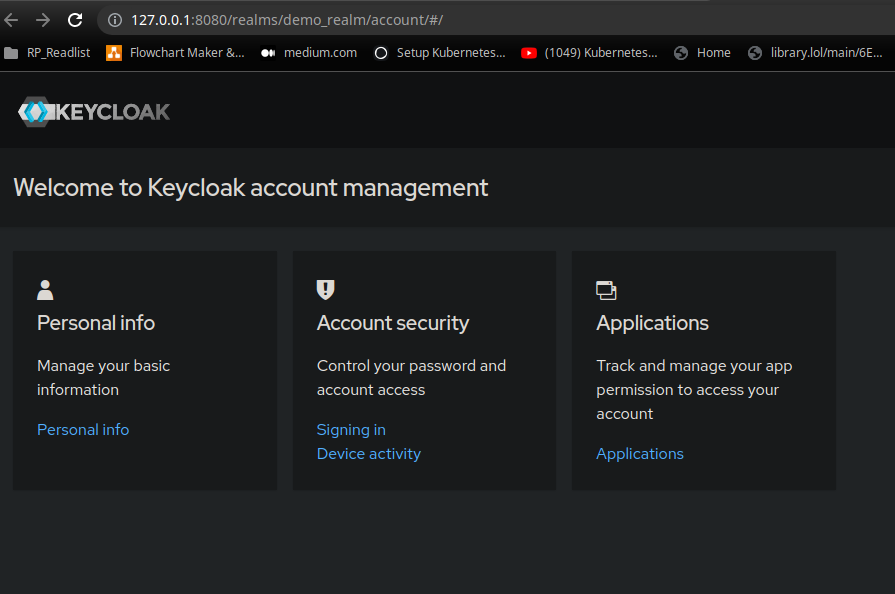 127.0.0.1:8080/realms/demo_realm/account/#/
RP_Readlist Flowchart Maker &... medium.com Setup Kubernetes... (1049) Kubernetes... Home library.lol/main/6E...
KEYCLOAK
Welcome to Keycloak account management
Personal info
Manage your basic
information
Personal info
Account security
Control your password and
account access
Signing in
Device activity
Applications
Track and manage your app
permission to access your
account
Applications